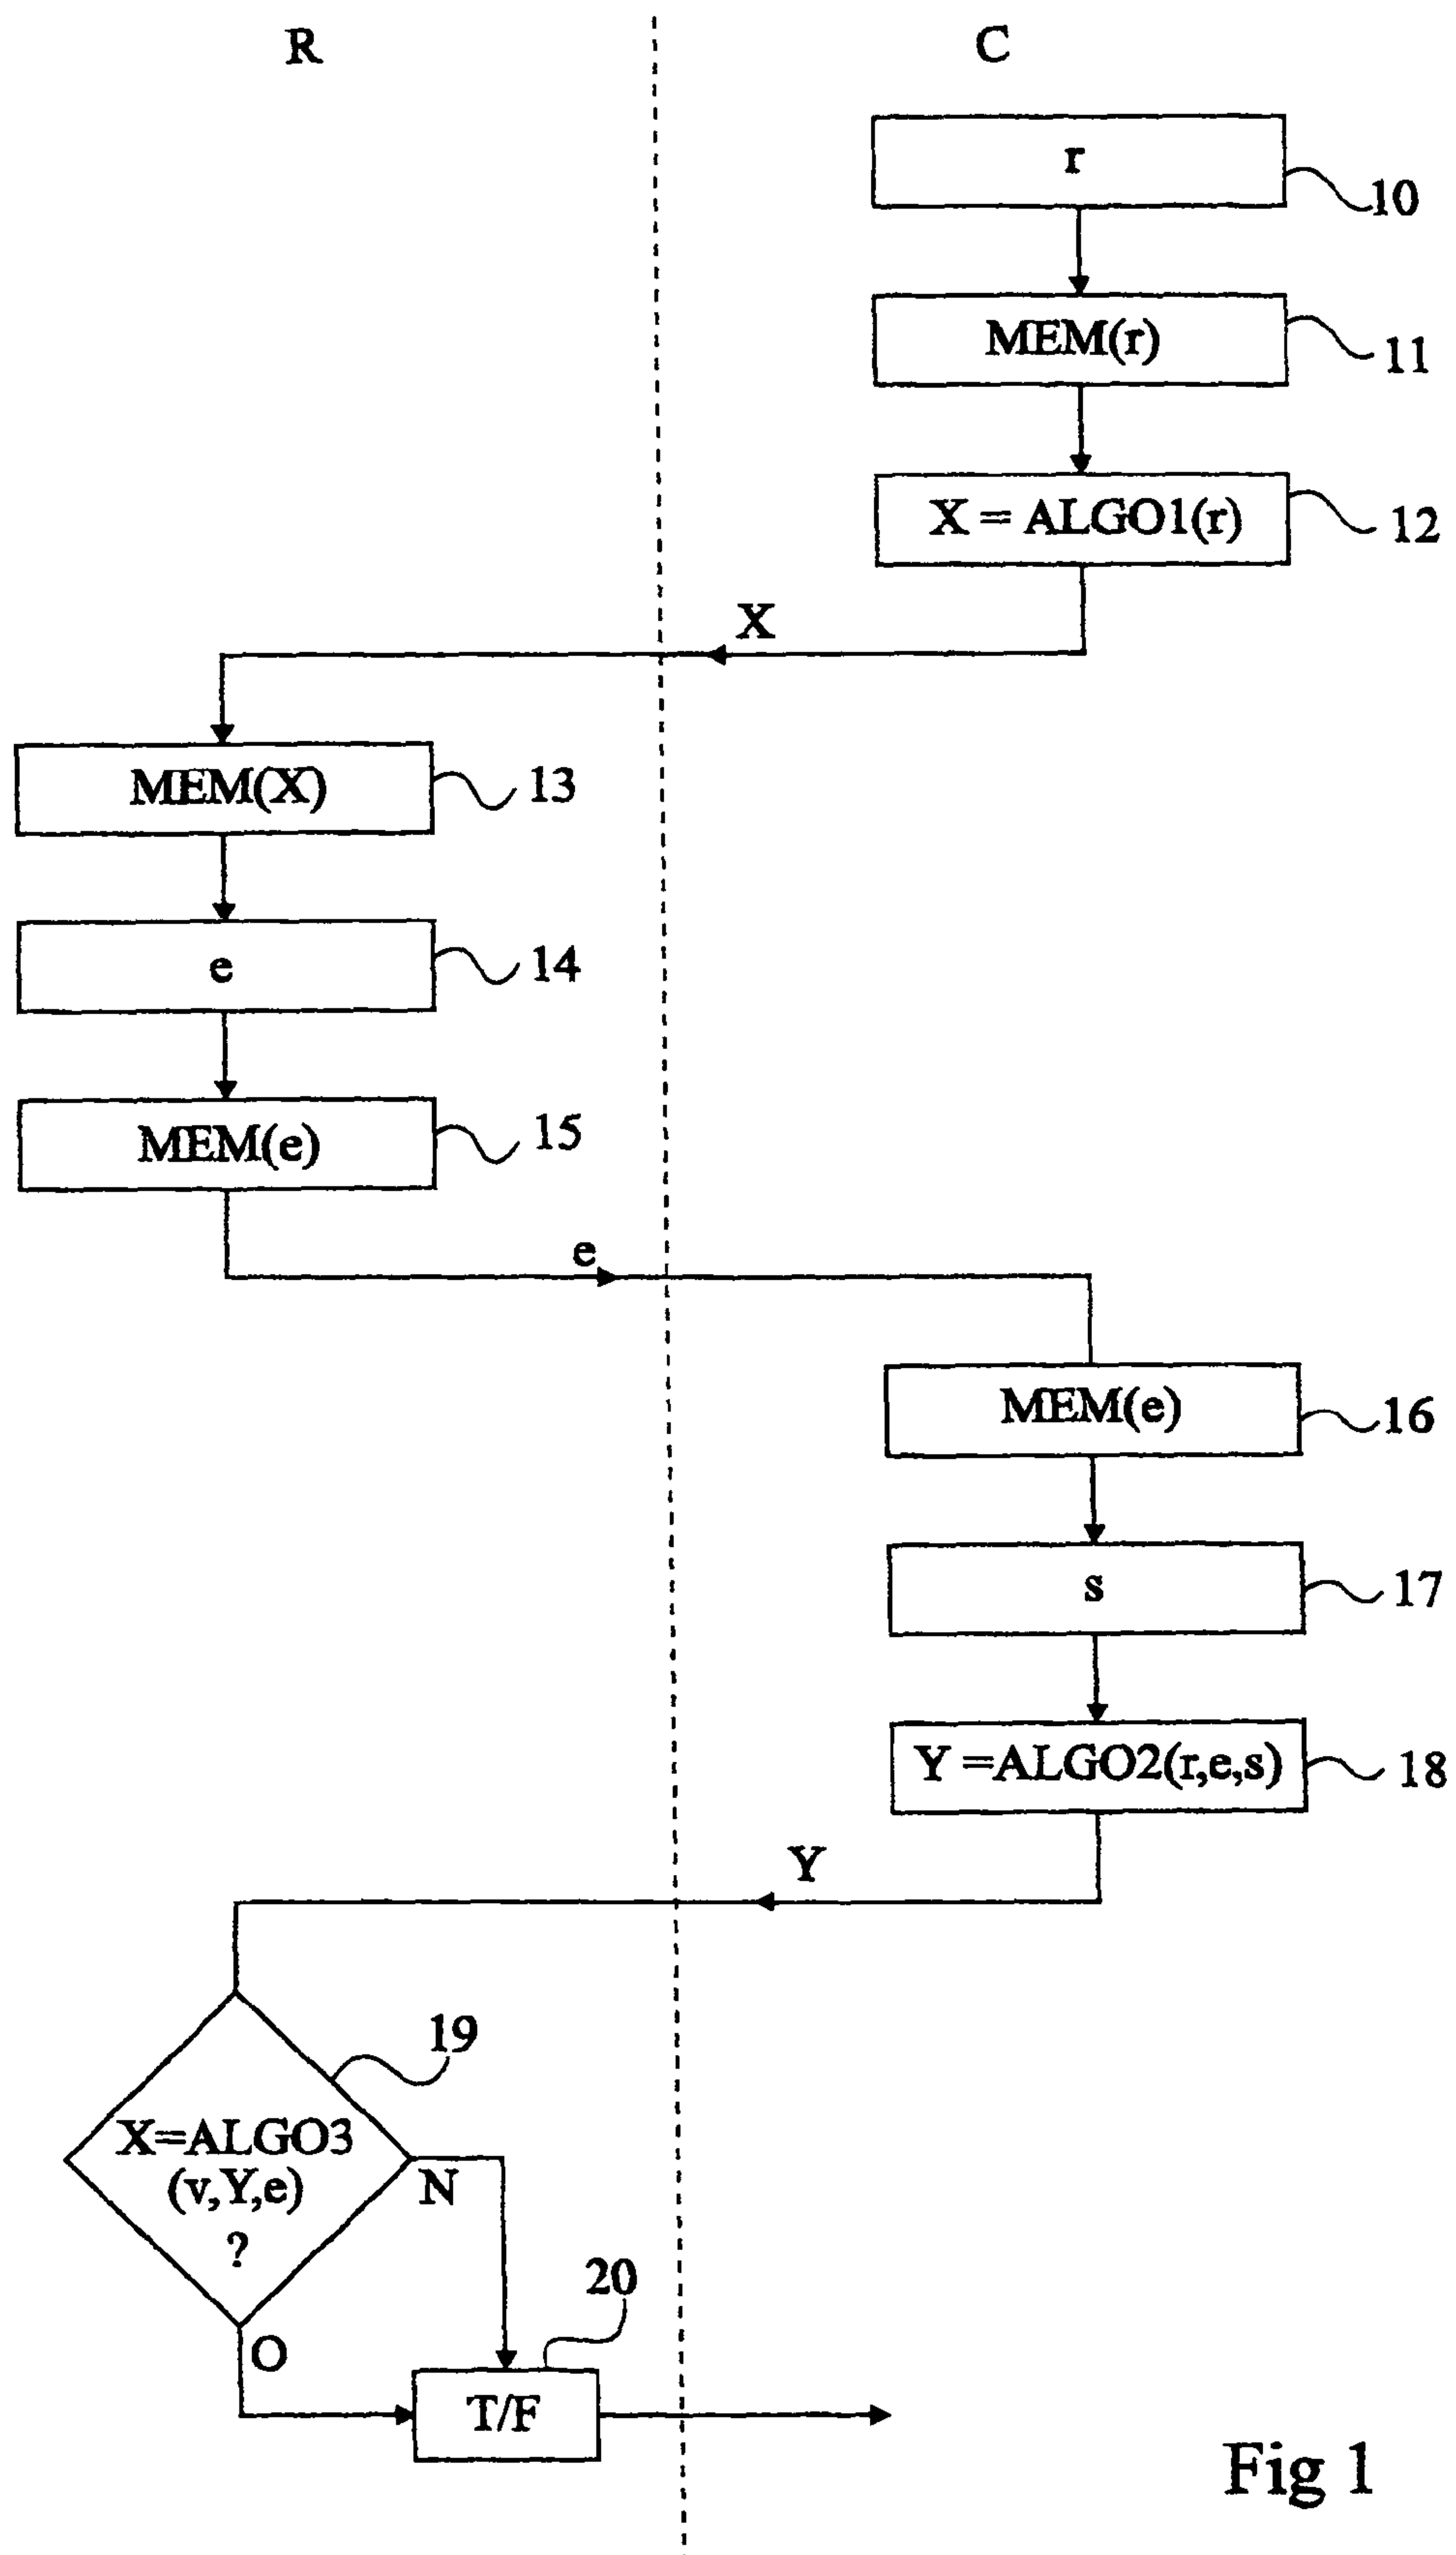 R
C
r
10
MEM(r)
11
X = ALGO1(r)
12
X
MEM(X)
13
e
14
MEM(e)
15
e
MEM(e)
16
s
17
Y =ALGO2(r,e,s)
18
Y
19
X=ALGO3
(v,Y,e)
?
N
O
20
T/F
Fig 1